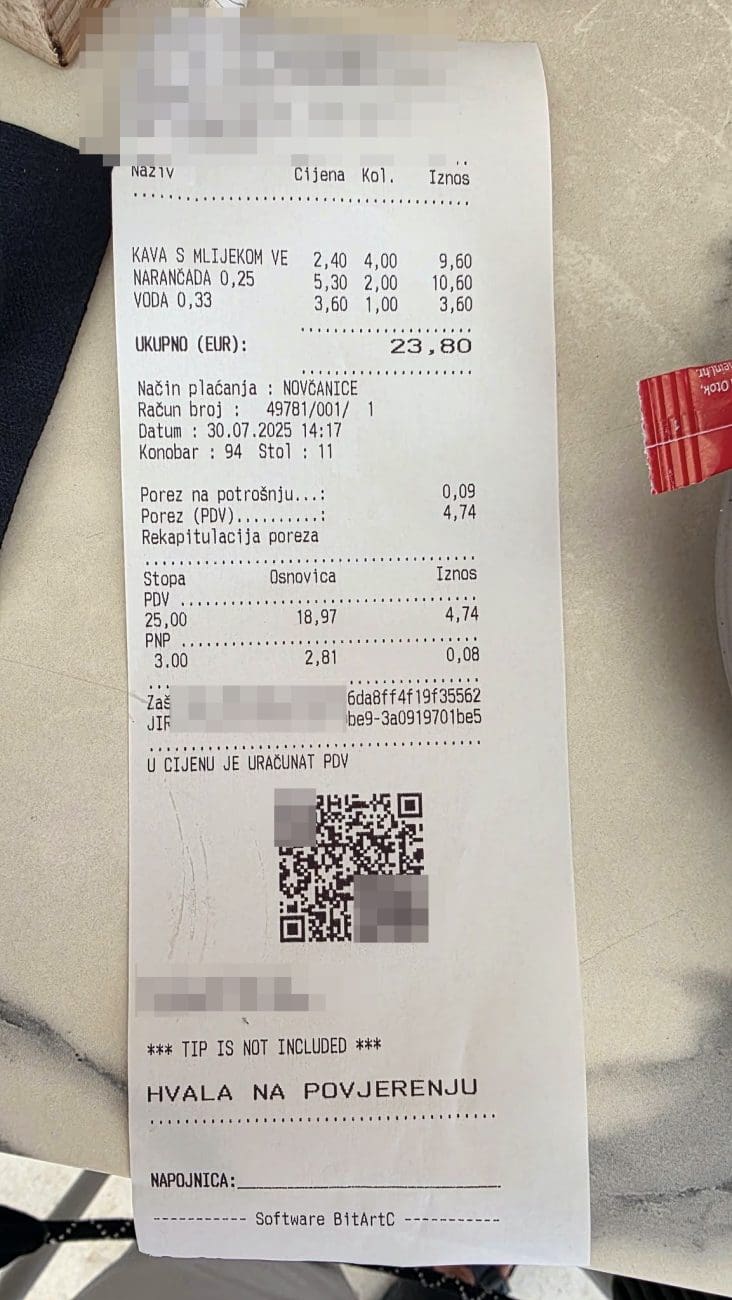 Naziv Cijena Kol. Iznos
KAVA S MLIJEKOM VE 2,40 4,00 9,60
NARANČADA 0,25 5,30 2,00 10,60
VODA 0,33 3,60 1,00 3,60
UKUPNO (EUR): 23,80
Način plaćanja : NOVČANICE
Račun broj : 49781/001/ 1
Datum : 30.07.2025 14:17
Konobar : 94 Stol : 11
Porez na potrošnju...: 0,09
Porez (PDV)..........: 4,74
Rekapitulacija poreza
Stopa Osnovica Iznos
PDV
25,00 18,97 4,74
PNP
3.00 2,81 0,08
Zaš 6da8ff4f19f35562
JIR be9-3a0919701be5
U CIJENU JE URAČUNAT PDV
*** TIP IS NOT INCLUDED ***
HVALA NA POVJERENJU
NAPOJNICA:
----------- Software BitArtC -----------
Otok,